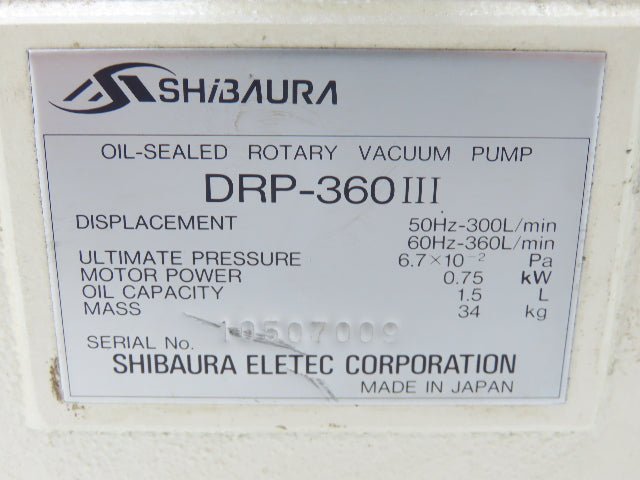 SHiBAURA
OIL-SEALED ROTARY VACUUM PUMP
DRP-360III
DISPLACEMENT 50Hz-300L/min
60Hz-360L/min
ULTIMATE PRESSURE 6.7×10⁻² Pa
MOTOR POWER 0.75 kW
OIL CAPACITY 1.5 L
MASS 34 kg
SERIAL No. 10507009
SHIBAURA ELETEC CORPORATION
MADE IN JAPAN